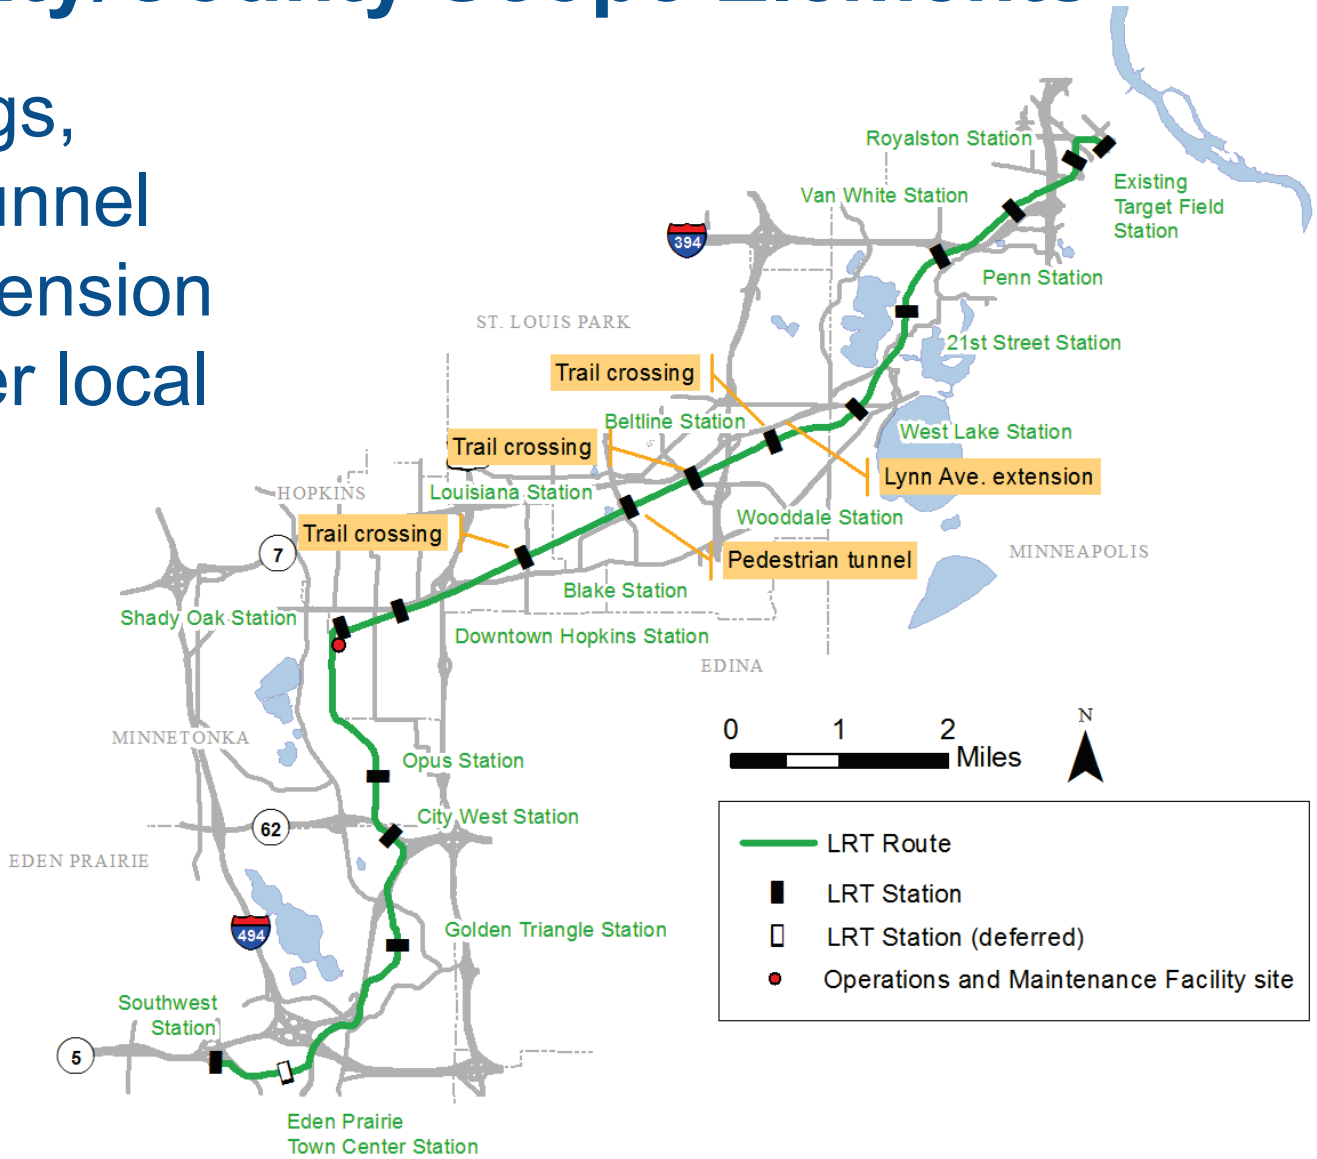 Scope Elements
gs,
unnel
ension
er local
Royalston Station
Existing
Target Field
Station
Van White Station
394
Penn Station
ST. LOUIS PARK
21st Street Station
Trail crossing
Beltline Station
West Lake Station
Trail crossing
Lynn Ave. extension
HOPKINS
Louisiana Station
Wooddale Station
Trail crossing
7
Pedestrian tunnel
MINNEAPOLIS
Blake Station
Shady Oak Station
Downtown Hopkins Station
EDINA
MINNETONKA
0 1 2
Miles
N
Opus Station
City West Station
62
EDEN PRAIRIE
LRT Route
LRT Station
LRT Station (deferred)
Operations and Maintenance Facility site
494
Golden Triangle Station
Southwest
Station
5
Eden Prairie
Town Center Station